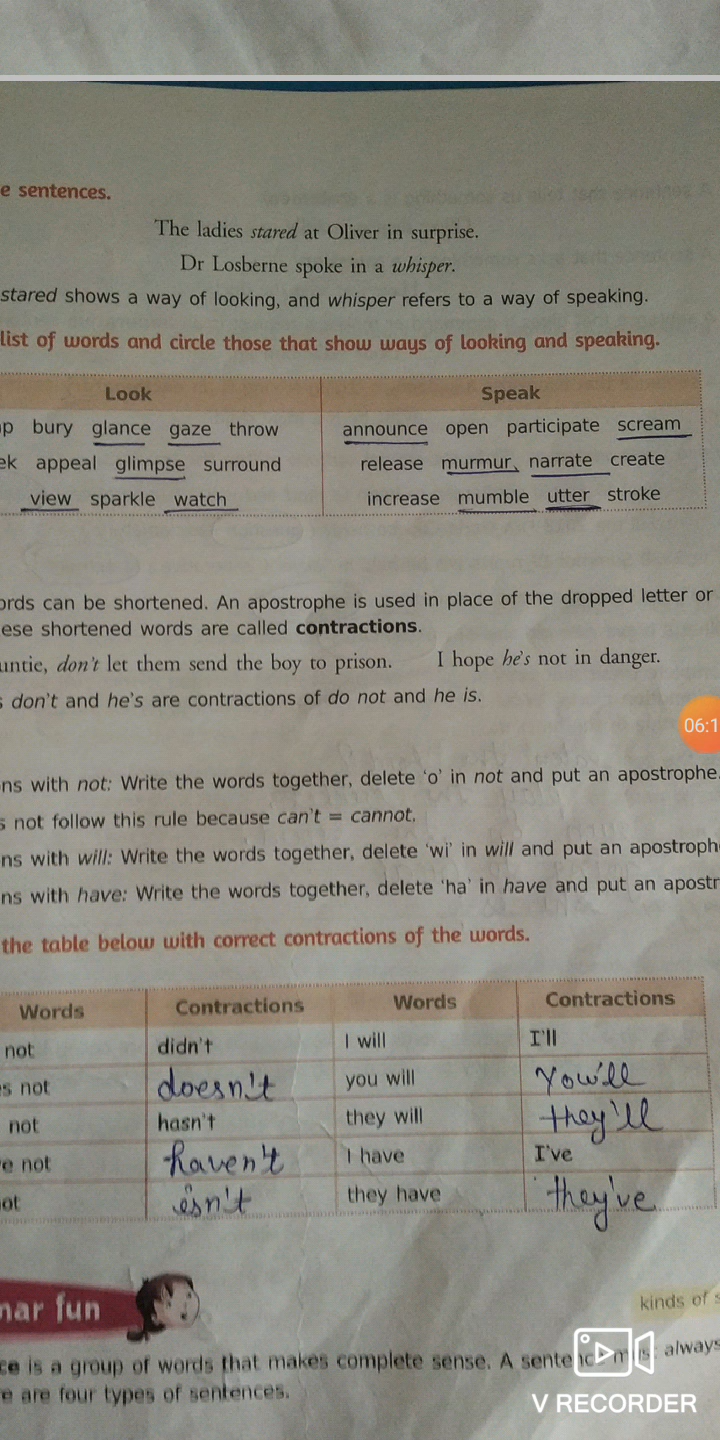 e sentences.
The ladies stared at Oliver in surprise.
Dr Losberne spoke in a whisper.
stared shows a way of looking, and whisper refers to a way of speaking.
list of words and circle those that show ways of looking and speaking.
Look Speak
p bury glance gaze throw announce open participate scream
ek appeal glimpse surround release murmur narrate create
view sparkle watch increase mumble utter stroke
ords can be shortened. An apostrophe is used in place of the dropped letter or
ese shortened words are called contractions.
untie, don't let them send the boy to prison. I hope he's not in danger.
s don't and he's are contractions of do not and he is.
06:1
ns with not: Write the words together, delete 'o' in not and put an apostrophe.
s not follow this rule because can't = cannot.
ns with will: Write the words together, delete 'wi' in will and put an apostroph
ns with have: Write the words together, delete 'ha' in have and put an apostr
the table below with correct contractions of the words.
Words Contractions Words Contractions
not didn't I will I'll
s not doesn't you will You'll
not hasn't they will they'll
e not haven't I have I've
ot isn't they have they've
mar fun
kinds of s
ce is a group of words that makes complete sense. A sentence must always
e are four types of sentences.
V RECORDER